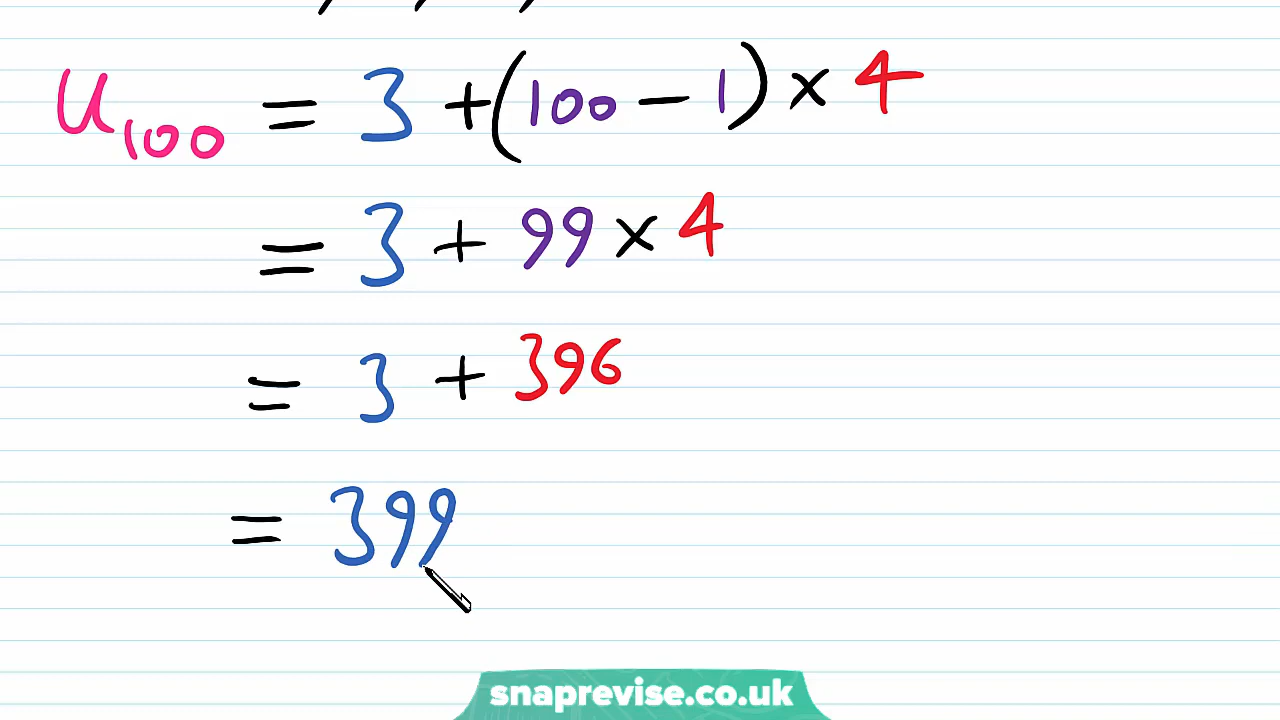 U₁₀₀ = 3 + (100 − 1) × 4
= 3 + 99 × 4
= 3 + 396
= 399
snaprevise.co.uk